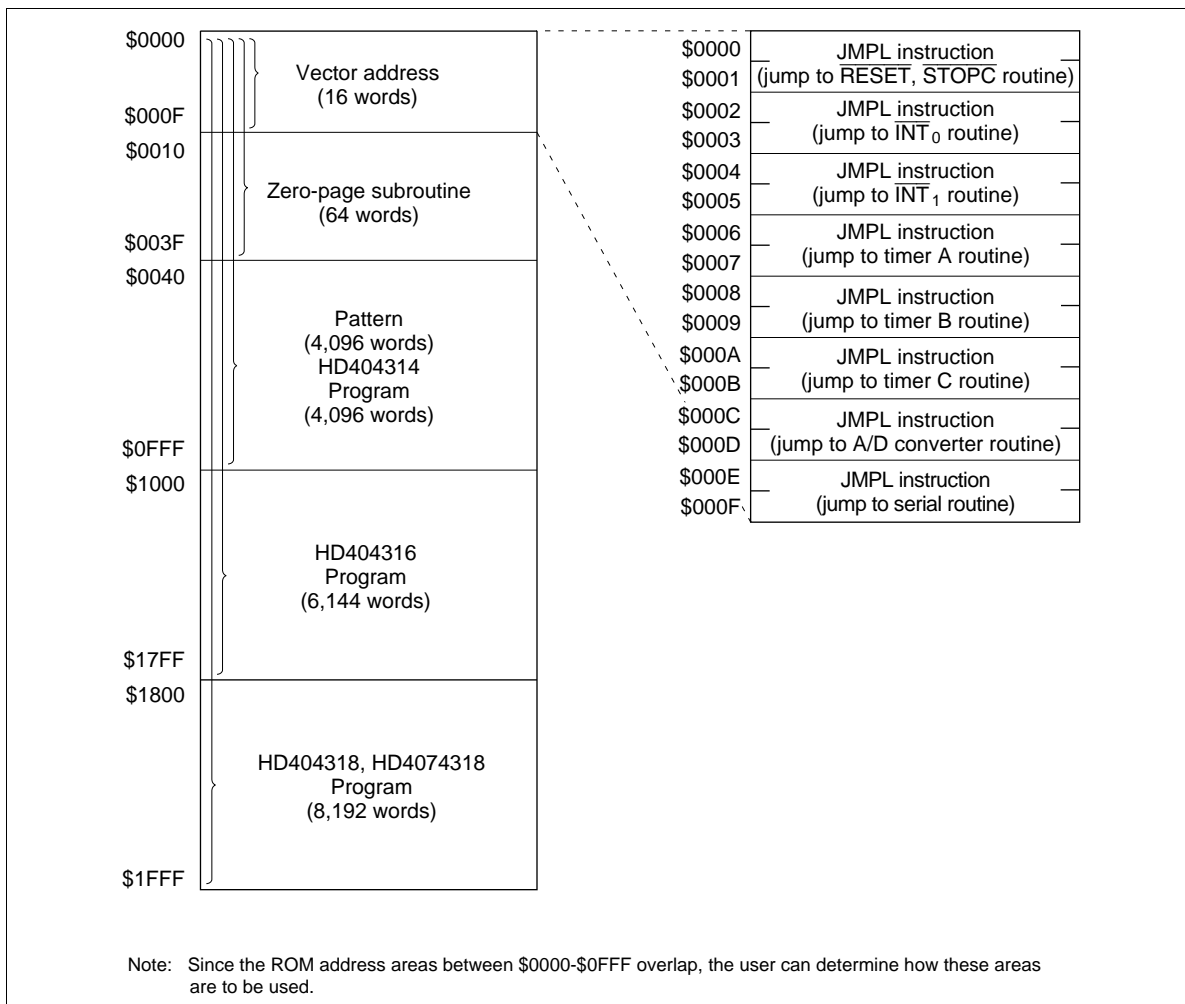 $0000
Vector address
(16 words)
$000F
$0010
Zero-page subroutine
(64 words)
$003F
$0040
Pattern
(4,096 words)
HD404314
Program
(4,096 words)
$0FFF
$1000
HD404316
Program
(6,144 words)
$17FF
$1800
HD404318, HD4074318
Program
(8,192 words)
$1FFF
$0000
JMPL instruction
$0001
(jump to RESET, STOPC routine)
$0002
JMPL instruction
(jump to INT0 routine)
$0003
$0004
JMPL instruction
(jump to INT1 routine)
$0005
$0006
JMPL instruction
(jump to timer A routine)
$0007
$0008
JMPL instruction
(jump to timer B routine)
$0009
$000A
JMPL instruction
(jump to timer C routine)
$000B
$000C
JMPL instruction
$000D
(jump to A/D converter routine)
$000E
JMPL instruction
(jump to serial routine)
$000F
Note: Since the ROM address areas between $0000-$0FFF overlap, the user can determine how these areas
are to be used.